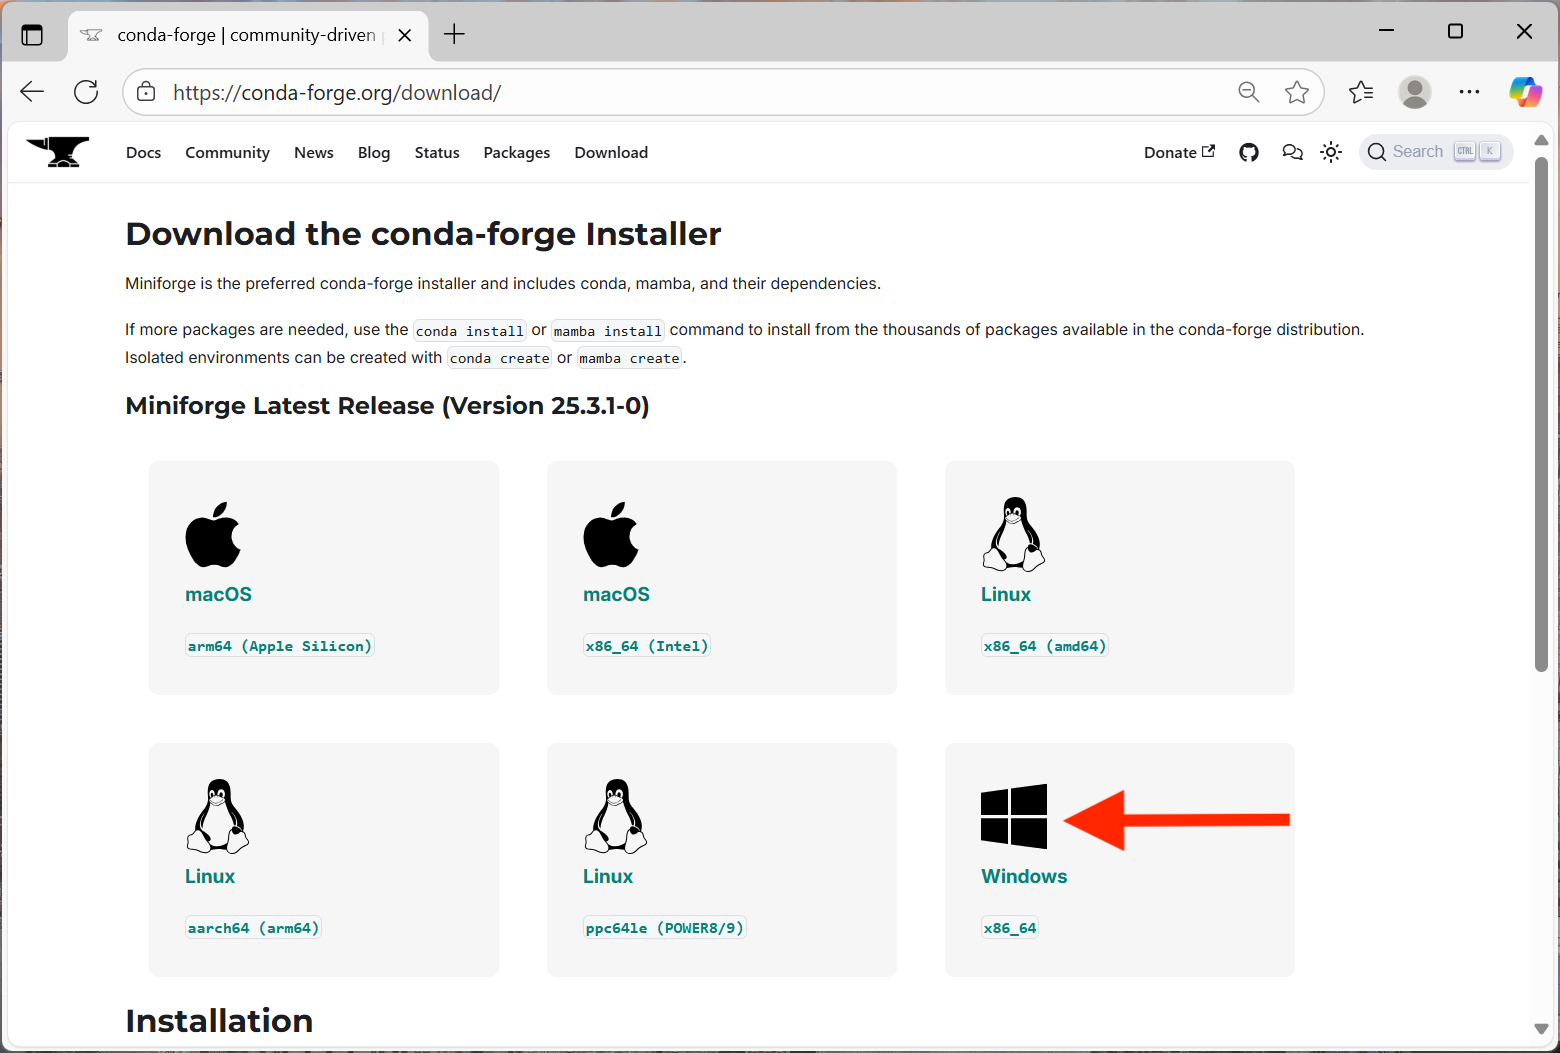 conda-forge | community-driven
https://conda-forge.org/download/
Docs Community News Blog Status Packages Download Donate Search CTRL K
Download the conda-forge Installer
Miniforge is the preferred conda-forge installer and includes conda, mamba, and their dependencies.
If more packages are needed, use the conda install or mamba install command to install from the thousands of packages available in the conda-forge distribution.
Isolated environments can be created with conda create or mamba create.
Miniforge Latest Release (Version 25.3.1-0)
macOS
arm64 (Apple Silicon)
macOS
x86_64 (Intel)
Linux
x86_64 (amd64)
Linux
aarch64 (arm64)
Linux
ppc64le (POWER8/9)
Windows
x86_64
Installation